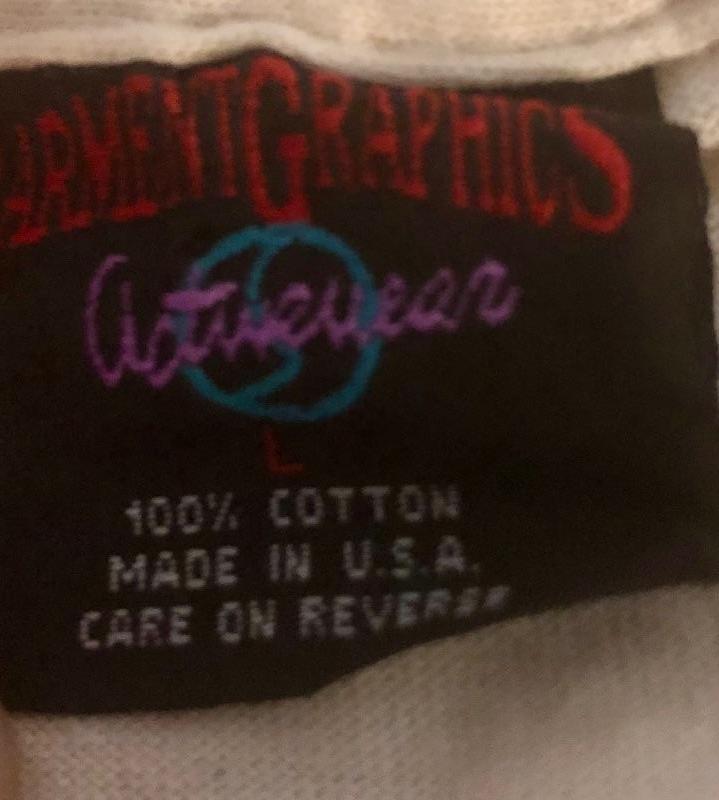 ARMENTGRAPHICS
Activewear
L
100% COTTON
MADE IN U.S.A.
CARE ON REVERSE